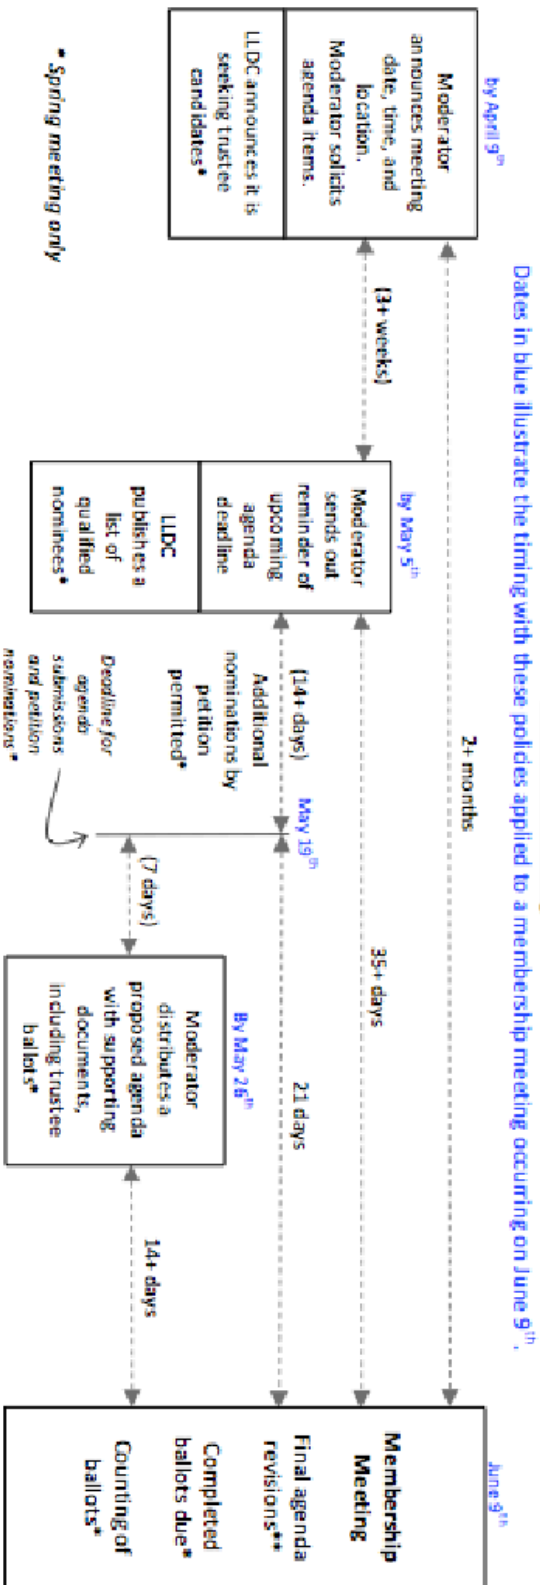 Dates in blue illustrate the timing with these policies applied to a membership meeting occurring on June 9th.
by April 9th
Moderator
announces meeting
date, time, and
location.
Moderator solicits
agenda items.
LLDC announces it is
seeking trustee
candidates*
* Spring meeting only
2+ months
(3+ weeks)
by May 5th
Moderator
sends out
reminder of
upcoming
agenda
deadline
LLDC
publishes a
list of
qualified
nominees*
35+ days
(14+ days)
Additional
nominations by
petition
permitted*
Deadline for
agenda
submissions
and petition
nominations*
May 19th
21 days
(7 days)
By May 26th
Moderator
distributes a
proposed agenda
with supporting
documents,
including trustee
ballots*
14+ days
June 9th
Membership
Meeting
Final agenda
revisions**
Completed
ballots due*
Counting of
ballots*